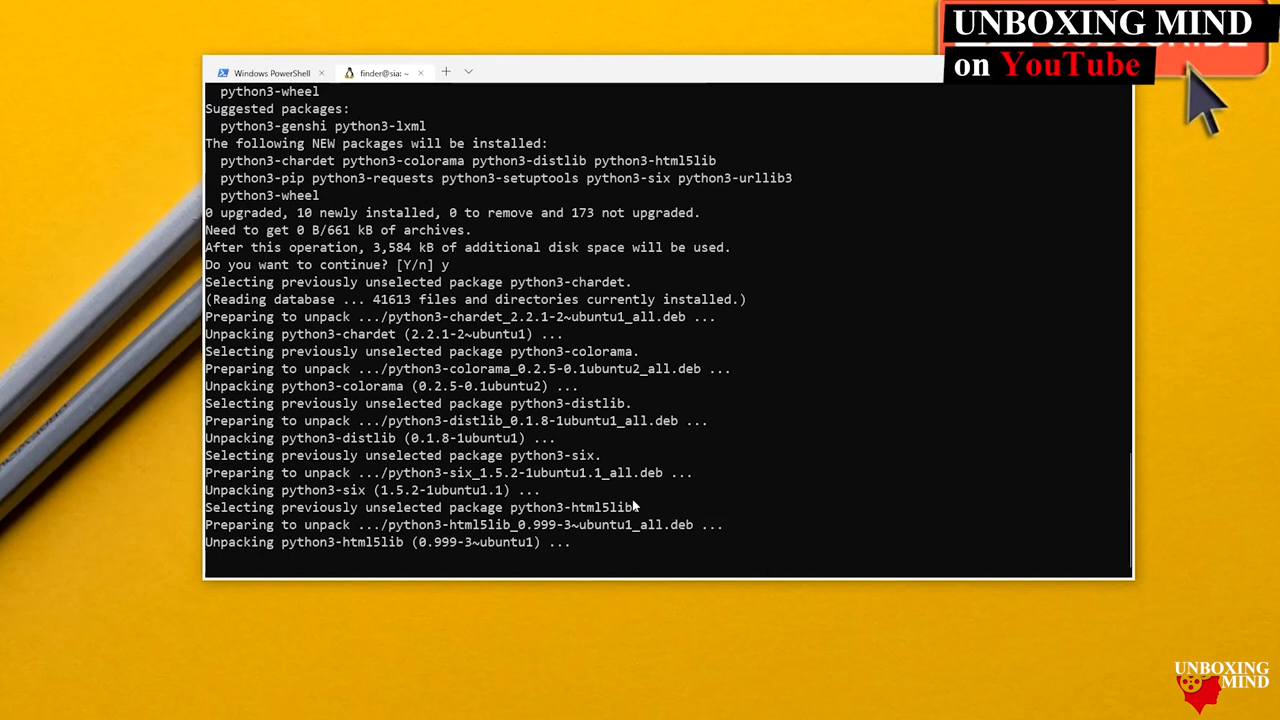 UNBOXING MIND
on YouTube
Windows PowerShell
finder@sia: ~
python3-wheel
Suggested packages:
python3-genshi python3-lxml
The following NEW packages will be installed:
python3-chardet python3-colorama python3-distlib python3-html5lib
python3-pip python3-requests python3-setuptools python3-six python3-urllib3
python3-wheel
0 upgraded, 10 newly installed, 0 to remove and 173 not upgraded.
Need to get 0 B/661 kB of archives.
After this operation, 3,584 kB of additional disk space will be used.
Do you want to continue? [Y/n] y
Selecting previously unselected package python3-chardet.
(Reading database ... 41613 files and directories currently installed.)
Preparing to unpack .../python3-chardet_2.2.1-2~ubuntu1_all.deb ...
Unpacking python3-chardet (2.2.1-2~ubuntu1) ...
Selecting previously unselected package python3-colorama.
Preparing to unpack .../python3-colorama_0.2.5-0.1ubuntu2_all.deb ...
Unpacking python3-colorama (0.2.5-0.1ubuntu2) ...
Selecting previously unselected package python3-distlib.
Preparing to unpack .../python3-distlib_0.1.8-1ubuntu1_all.deb ...
Unpacking python3-distlib (0.1.8-1ubuntu1) ...
Selecting previously unselected package python3-six.
Preparing to unpack .../python3-six_1.5.2-1ubuntu1.1_all.deb ...
Unpacking python3-six (1.5.2-1ubuntu1.1) ...
Selecting previously unselected package python3-html5lib
Preparing to unpack .../python3-html5lib_0.999-3~ubuntu1_all.deb ...
Unpacking python3-html5lib (0.999-3~ubuntu1) ...
UNBOXING
MIND